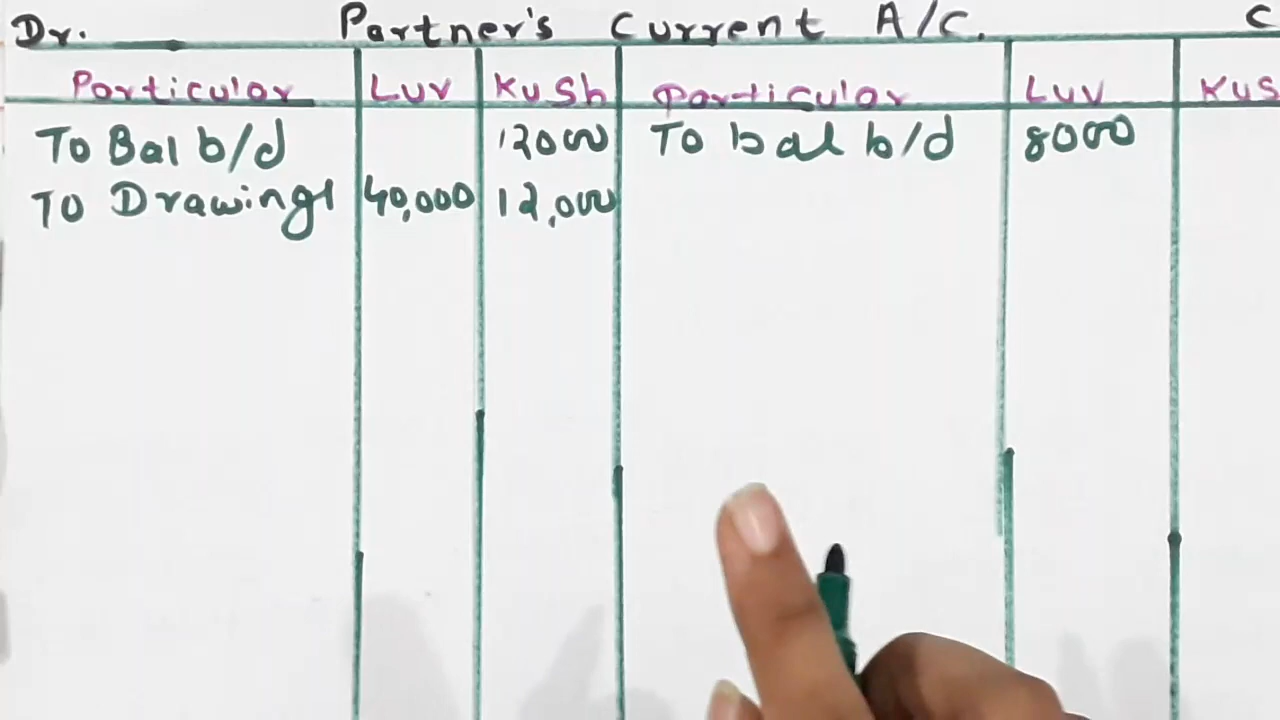 Dr. Partner's Current A/C. C
Particular Luv Kush Particular Luv Kus
To Bal b/d 12000 To bal b/d 8000
To Drawings 40,000 12,000